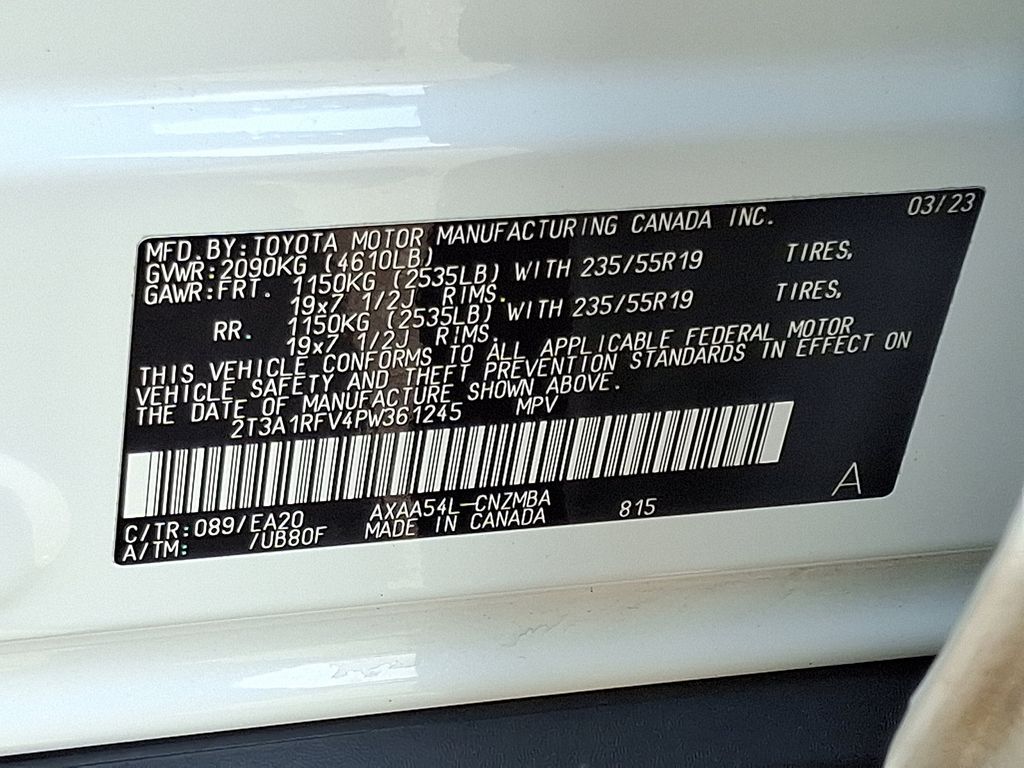 03/23
MFD.BY:TOYOTA MOTOR MANUFACTURING CANADA INC.
GVWR:2090KG (4610LB)
GAWR:FRT. 1150KG (2535LB) WITH 235/55R19 TIRES,
19x7 1/2J RIMS.
RR. 1150KG (2535LB) WITH 235/55R19 TIRES,
19x7 1/2J RIMS.
THIS VEHICLE CONFORMS TO ALL APPLICABLE FEDERAL MOTOR
VEHICLE SAFETY AND THEFT PREVENTION STANDARDS IN EFFECT ON
THE DATE OF MANUFACTURE SHOWN ABOVE.
2T3A1RFV4PW361245 MPV
C/TR:089/EA20 AXAA54L-CNZMBA 815 A
A/TM: /UB80F MADE IN CANADA